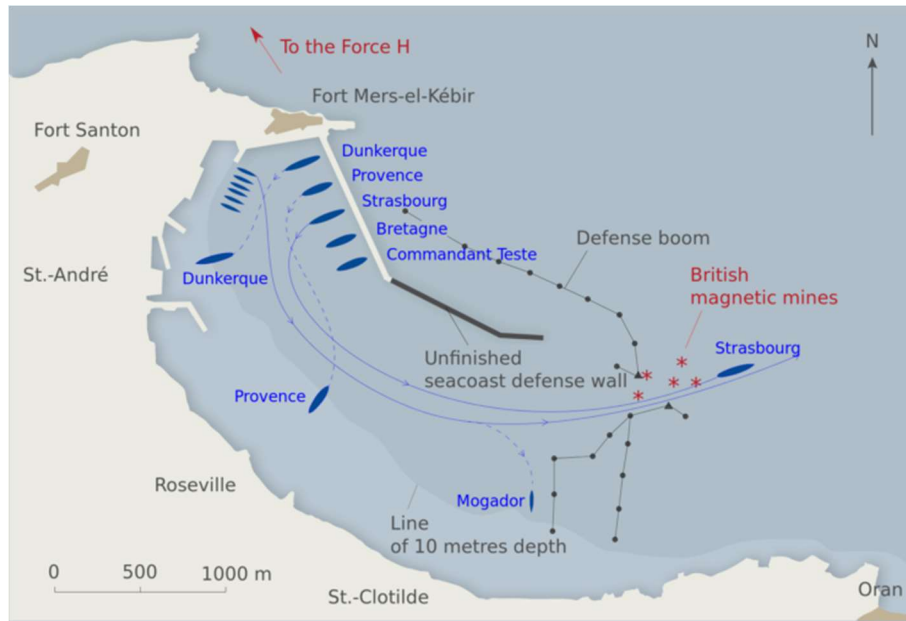 To the Force H
N
Fort Mers-el-Kébir
Fort Santon
Dunkerque
Provence
Strasbourg
Bretagne
Commandant Teste
Defense boom
St.-André
Dunkerque
British
magnetic mines
Unfinished
seacoast defense wall
Strasbourg
Provence
Roseville
Mogador
Line
of 10 metres depth
0 500 1000 m
St.-Clotilde
Oran